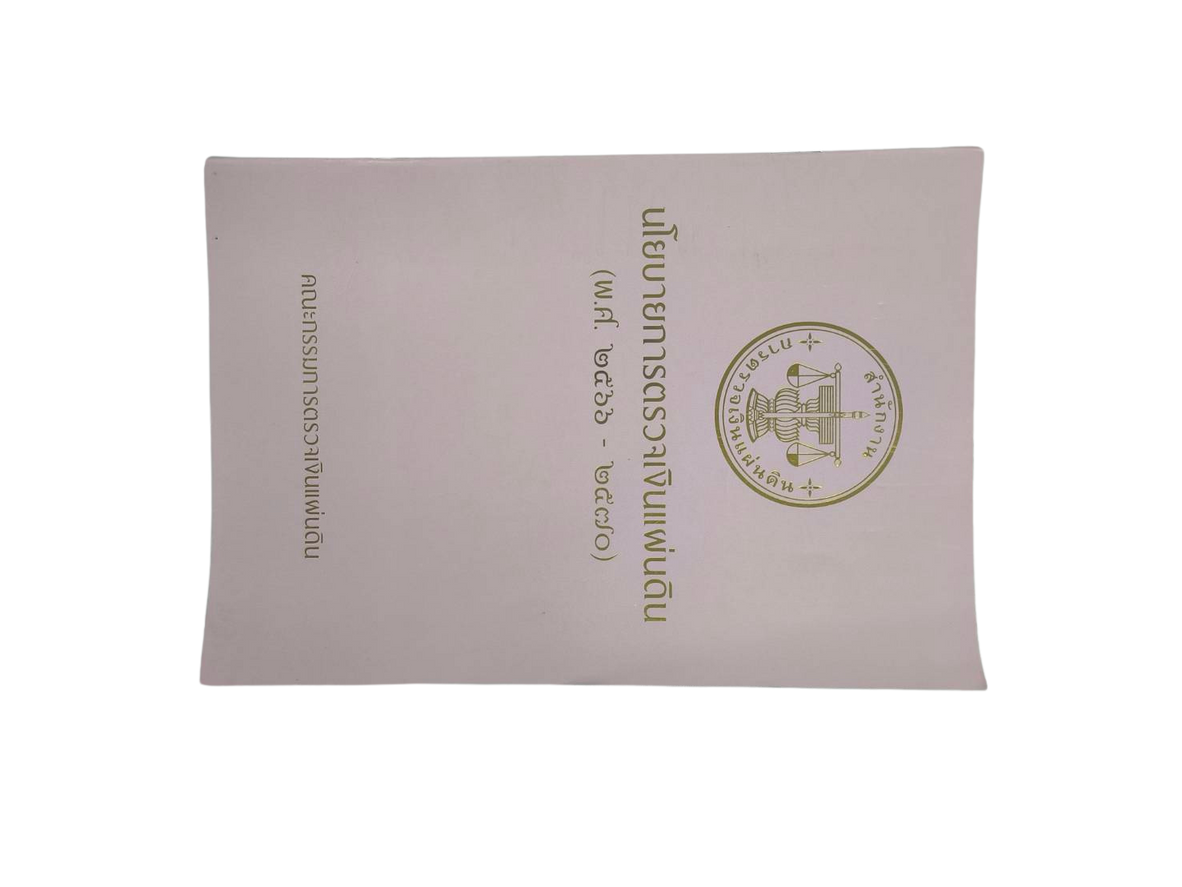 สำนักงาน
การตรวจเงินแผ่นดิน
นโยบายการตรวจเงินแผ่นดิน
(พ.ศ. ๒๕๖๖ - ๒๕๗๐)
คณะกรรมการตรวจเงินแผ่นดิน